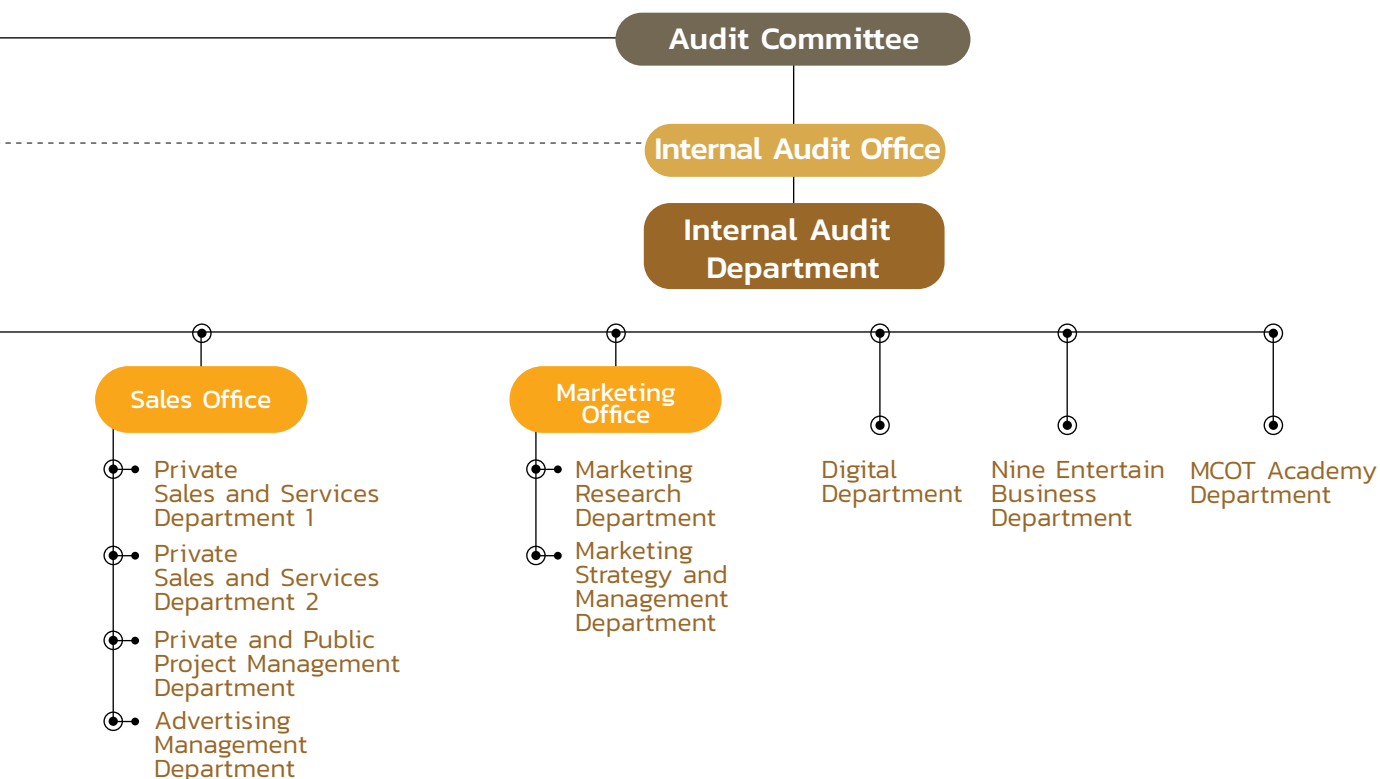 Audit Committee
Internal Audit Office
Internal Audit
Department
Sales Office
Private
Sales and Services
Department 1
Private
Sales and Services
Department 2
Private and Public
Project Management
Department
Advertising
Management
Department
Marketing
Office
Marketing
Research
Department
Marketing
Strategy and
Management
Department
Digital
Department
Nine Entertain
Business
Department
MCOT Academy
Department